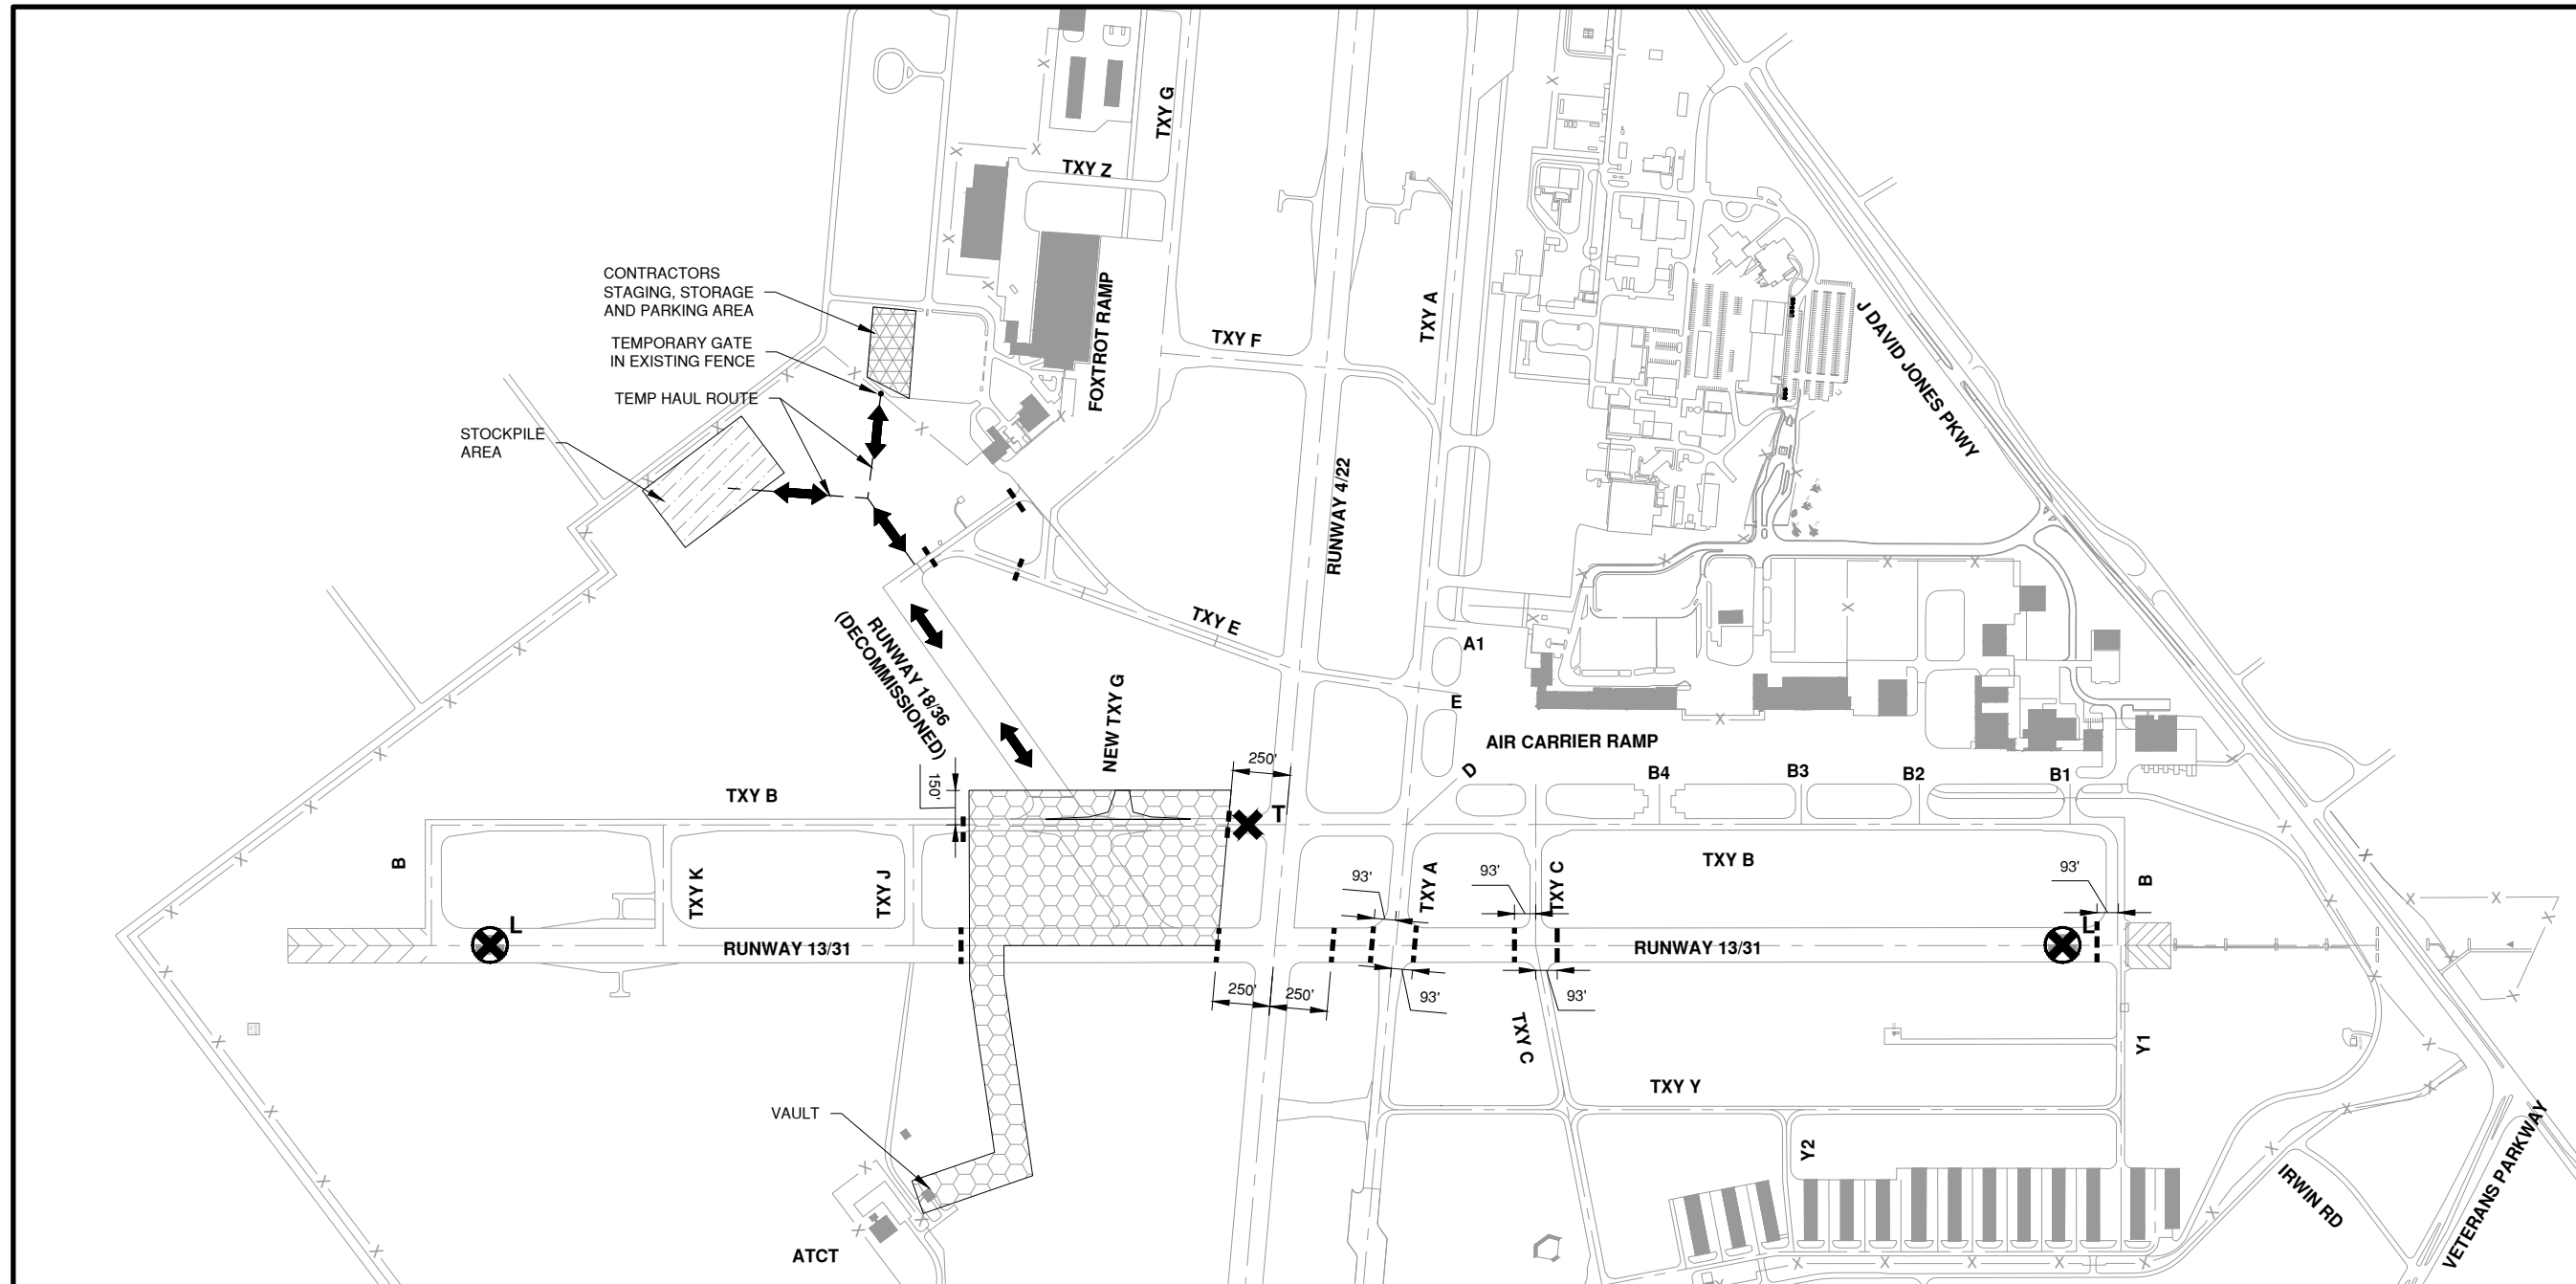 TXY G
TXY Z
CONTRACTORS
STAGING, STORAGE
AND PARKING AREA
TEMPORARY GATE
IN EXISTING FENCE
TEMP HAUL ROUTE
STOCKPILE
AREA
FOXTROT RAMP
TXY F
TXY A
J DAVID JONES PKWY
RUNWAY 4/22
TXY E
RUNWAY 18/36
(DECOMMISSIONED)
NEW TXY G
A1
E
AIR CARRIER RAMP
D
B4
B3
B2
B1
250'
150'
TXY B
T
B
TXY K
TXY J
93'
TXY A
93'
TXY C
TXY B
93'
B
L
RUNWAY 13/31
RUNWAY 13/31
L
250'
250'
93'
93'
TXY C
Y1
TXY Y
VAULT
Y2
ATCT
IRWIN RD
VETERANS PARKWAY